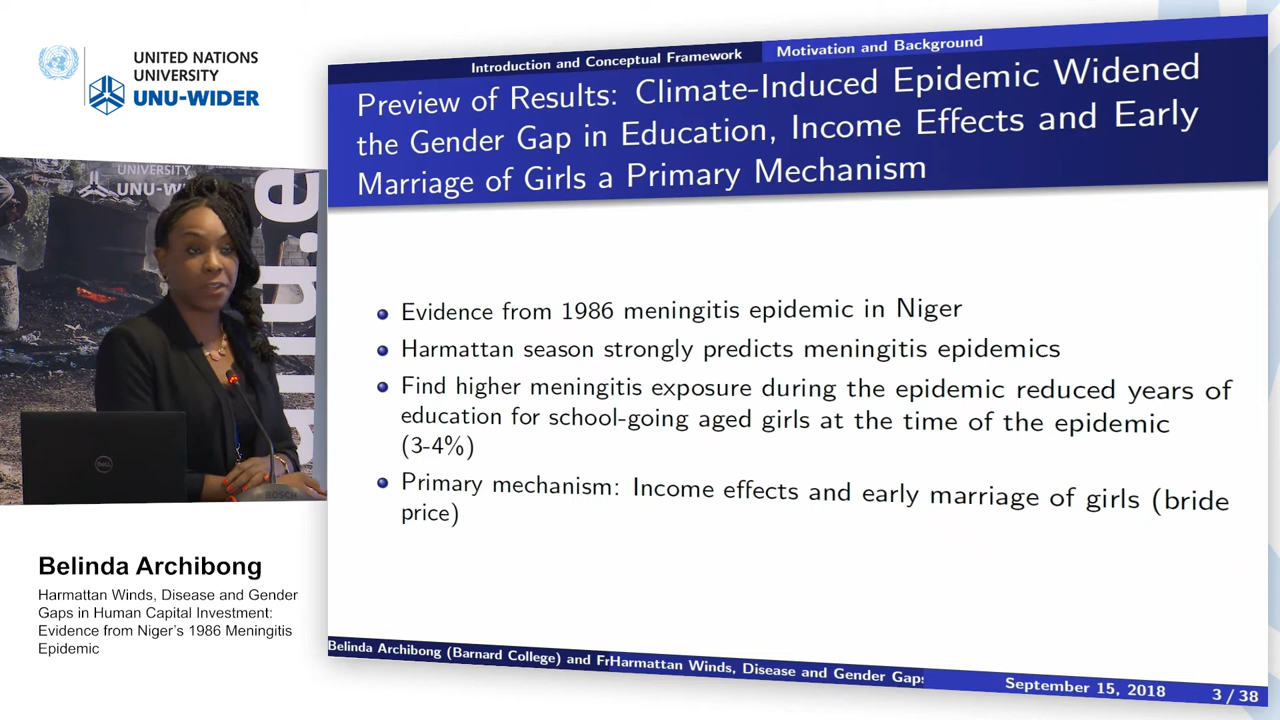 UNITED NATIONS
UNIVERSITY
UNU-WIDER
UNIVERSITY
UNU-WI
DELL
BOSCH
Belinda Archibong
Harmattan Winds, Disease and Gender
Gaps in Human Capital Investment:
Evidence from Niger's 1986 Meningitis
Epidemic
Introduction and Conceptual Framework
Motivation and Background
Preview of Results: Climate-Induced Epidemic Widened
the Gender Gap in Education, Income Effects and Early
Marriage of Girls a Primary Mechanism
Evidence from 1986 meningitis epidemic in Niger
Harmattan season strongly predicts meningitis epidemics
Find higher meningitis exposure during the epidemic reduced years of
education for school-going aged girls at the time of the epidemic
(3-4%)
Primary mechanism: Income effects and early marriage of girls (bride
price)
Belinda Archibong (Barnard College) and FrHarmattan Winds, Disease and Gender Gaps
September 15, 2018
3 / 38